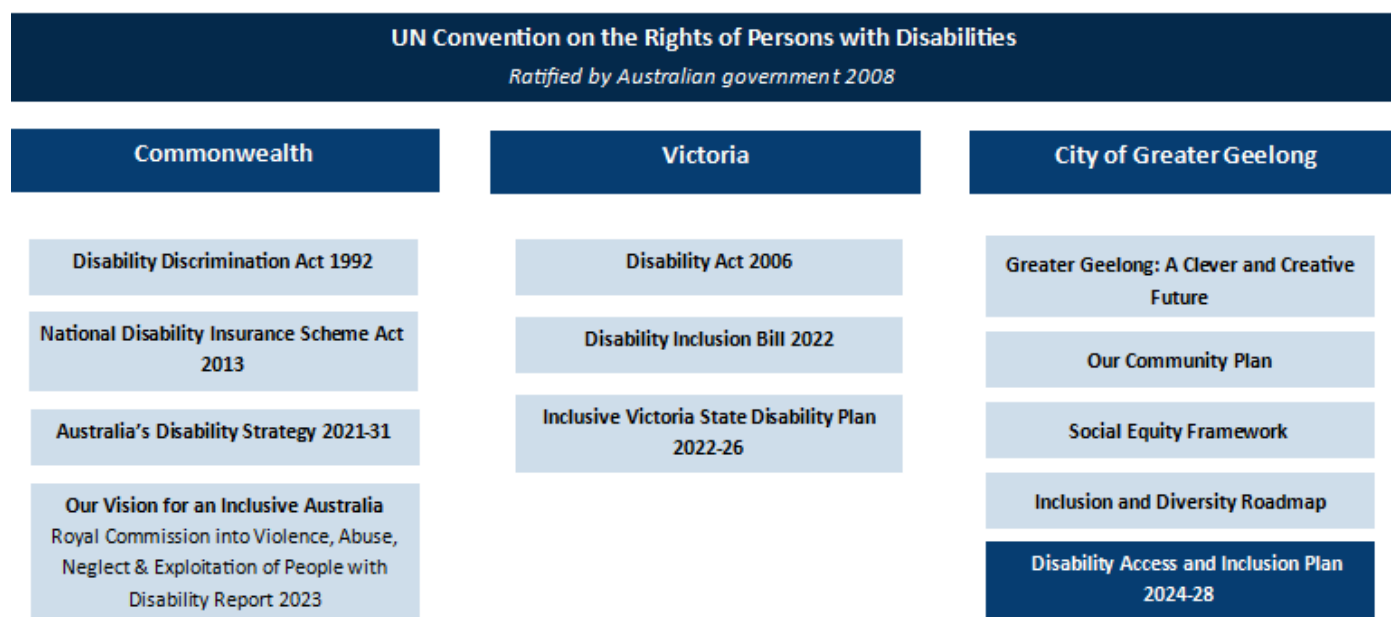 UN Convention on the Rights of Persons with Disabilities
Ratified by Australian government 2008
Commonwealth
Disability Discrimination Act 1992
National Disability Insurance Scheme Act
2013
Australia's Disability Strategy 2021-31
Our Vision for an Inclusive Australia
Royal Commission into Violence, Abuse,
Neglect & Exploitation of People with
Disability Report 2023
Victoria
Disability Act 2006
Disability Inclusion Bill 2022
Inclusive Victoria State Disability Plan
2022-26
City of Greater Geelong
Greater Geelong: A Clever and Creative
Future
Our Community Plan
Social Equity Framework
Inclusion and Diversity Roadmap
Disability Access and Inclusion Plan
2024-28